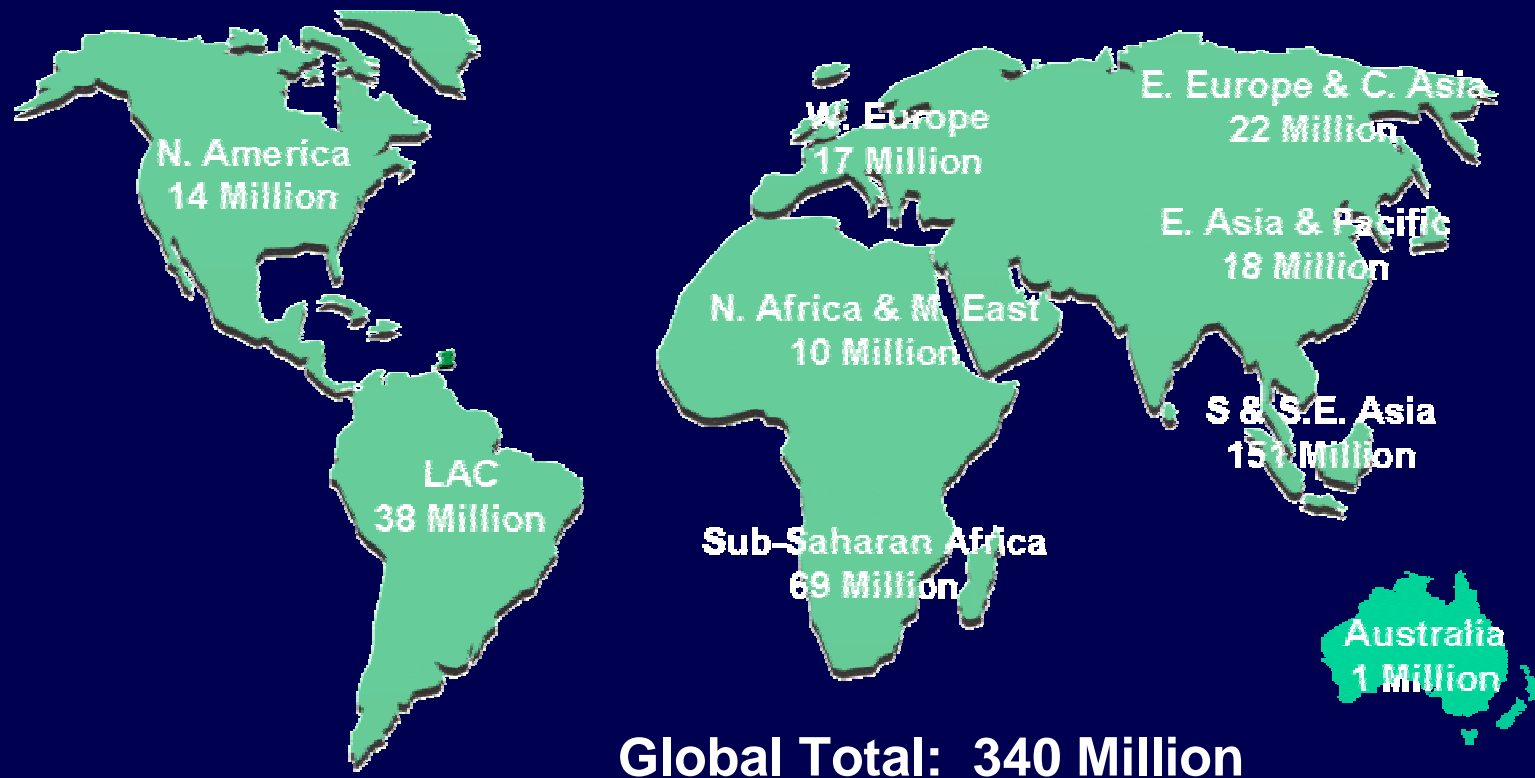 N. America
14 Million
W. Europe
17 Million
E. Europe & C. Asia
22 Million
E. Asia & Pacific
18 Million
N. Africa & M. East
10 Million
S & S.E. Asia
151 Million
LAC
38 Million
Sub-Saharan Africa
69 Million
Australia
1 Million
Global Total: 340 Million